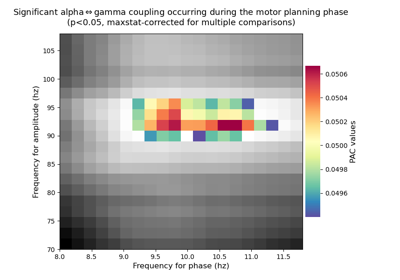 Significant alpha⇔gamma coupling occurring during the motor planning phase
(p<0.05, maxstat-corrected for multiple comparisons)
Frequency for amplitude (hz)
105
100
95
90
85
80
75
70
8.0 8.5 9.0 9.5 10.0 10.5 11.0 11.5
Frequency for phase (hz)
0.0506
0.0504
0.0502
0.0500
0.0498
0.0496
PAC values